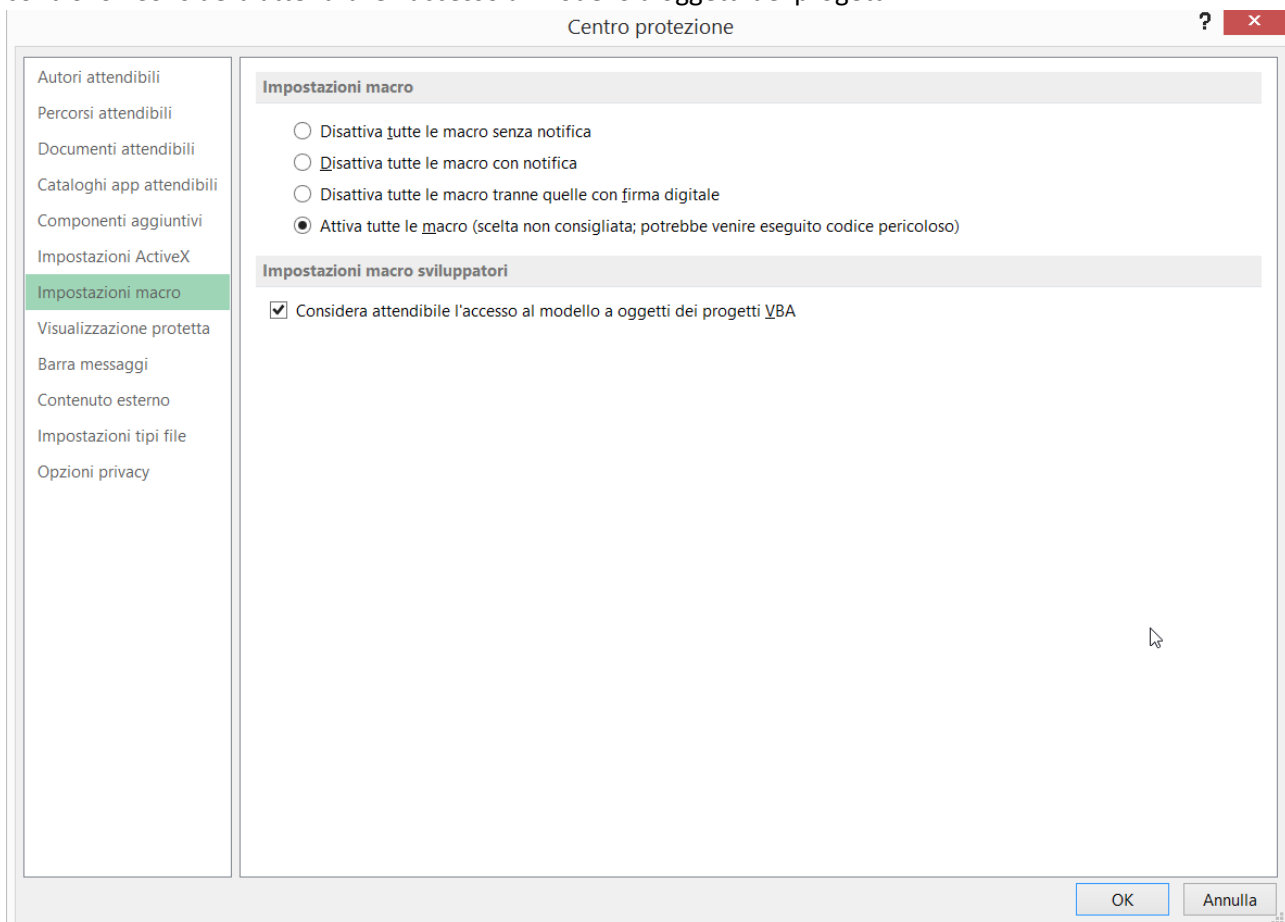 Centro protezione
?
Autori attendibili
Percorsi attendibili
Documenti attendibili
Cataloghi app attendibili
Componenti aggiuntivi
Impostazioni ActiveX
Impostazioni macro
Visualizzazione protetta
Barra messaggi
Contenuto esterno
Impostazioni tipi file
Opzioni privacy
Impostazioni macro
Disattiva tutte le macro senza notifica
Disattiva tutte le macro con notifica
Disattiva tutte le macro tranne quelle con firma digitale
Attiva tutte le macro (scelta non consigliata; potrebbe venire eseguito codice pericoloso)
Impostazioni macro sviluppatori
Considera attendibile l'accesso al modello a oggetti dei progetti VBA
OK
Annulla